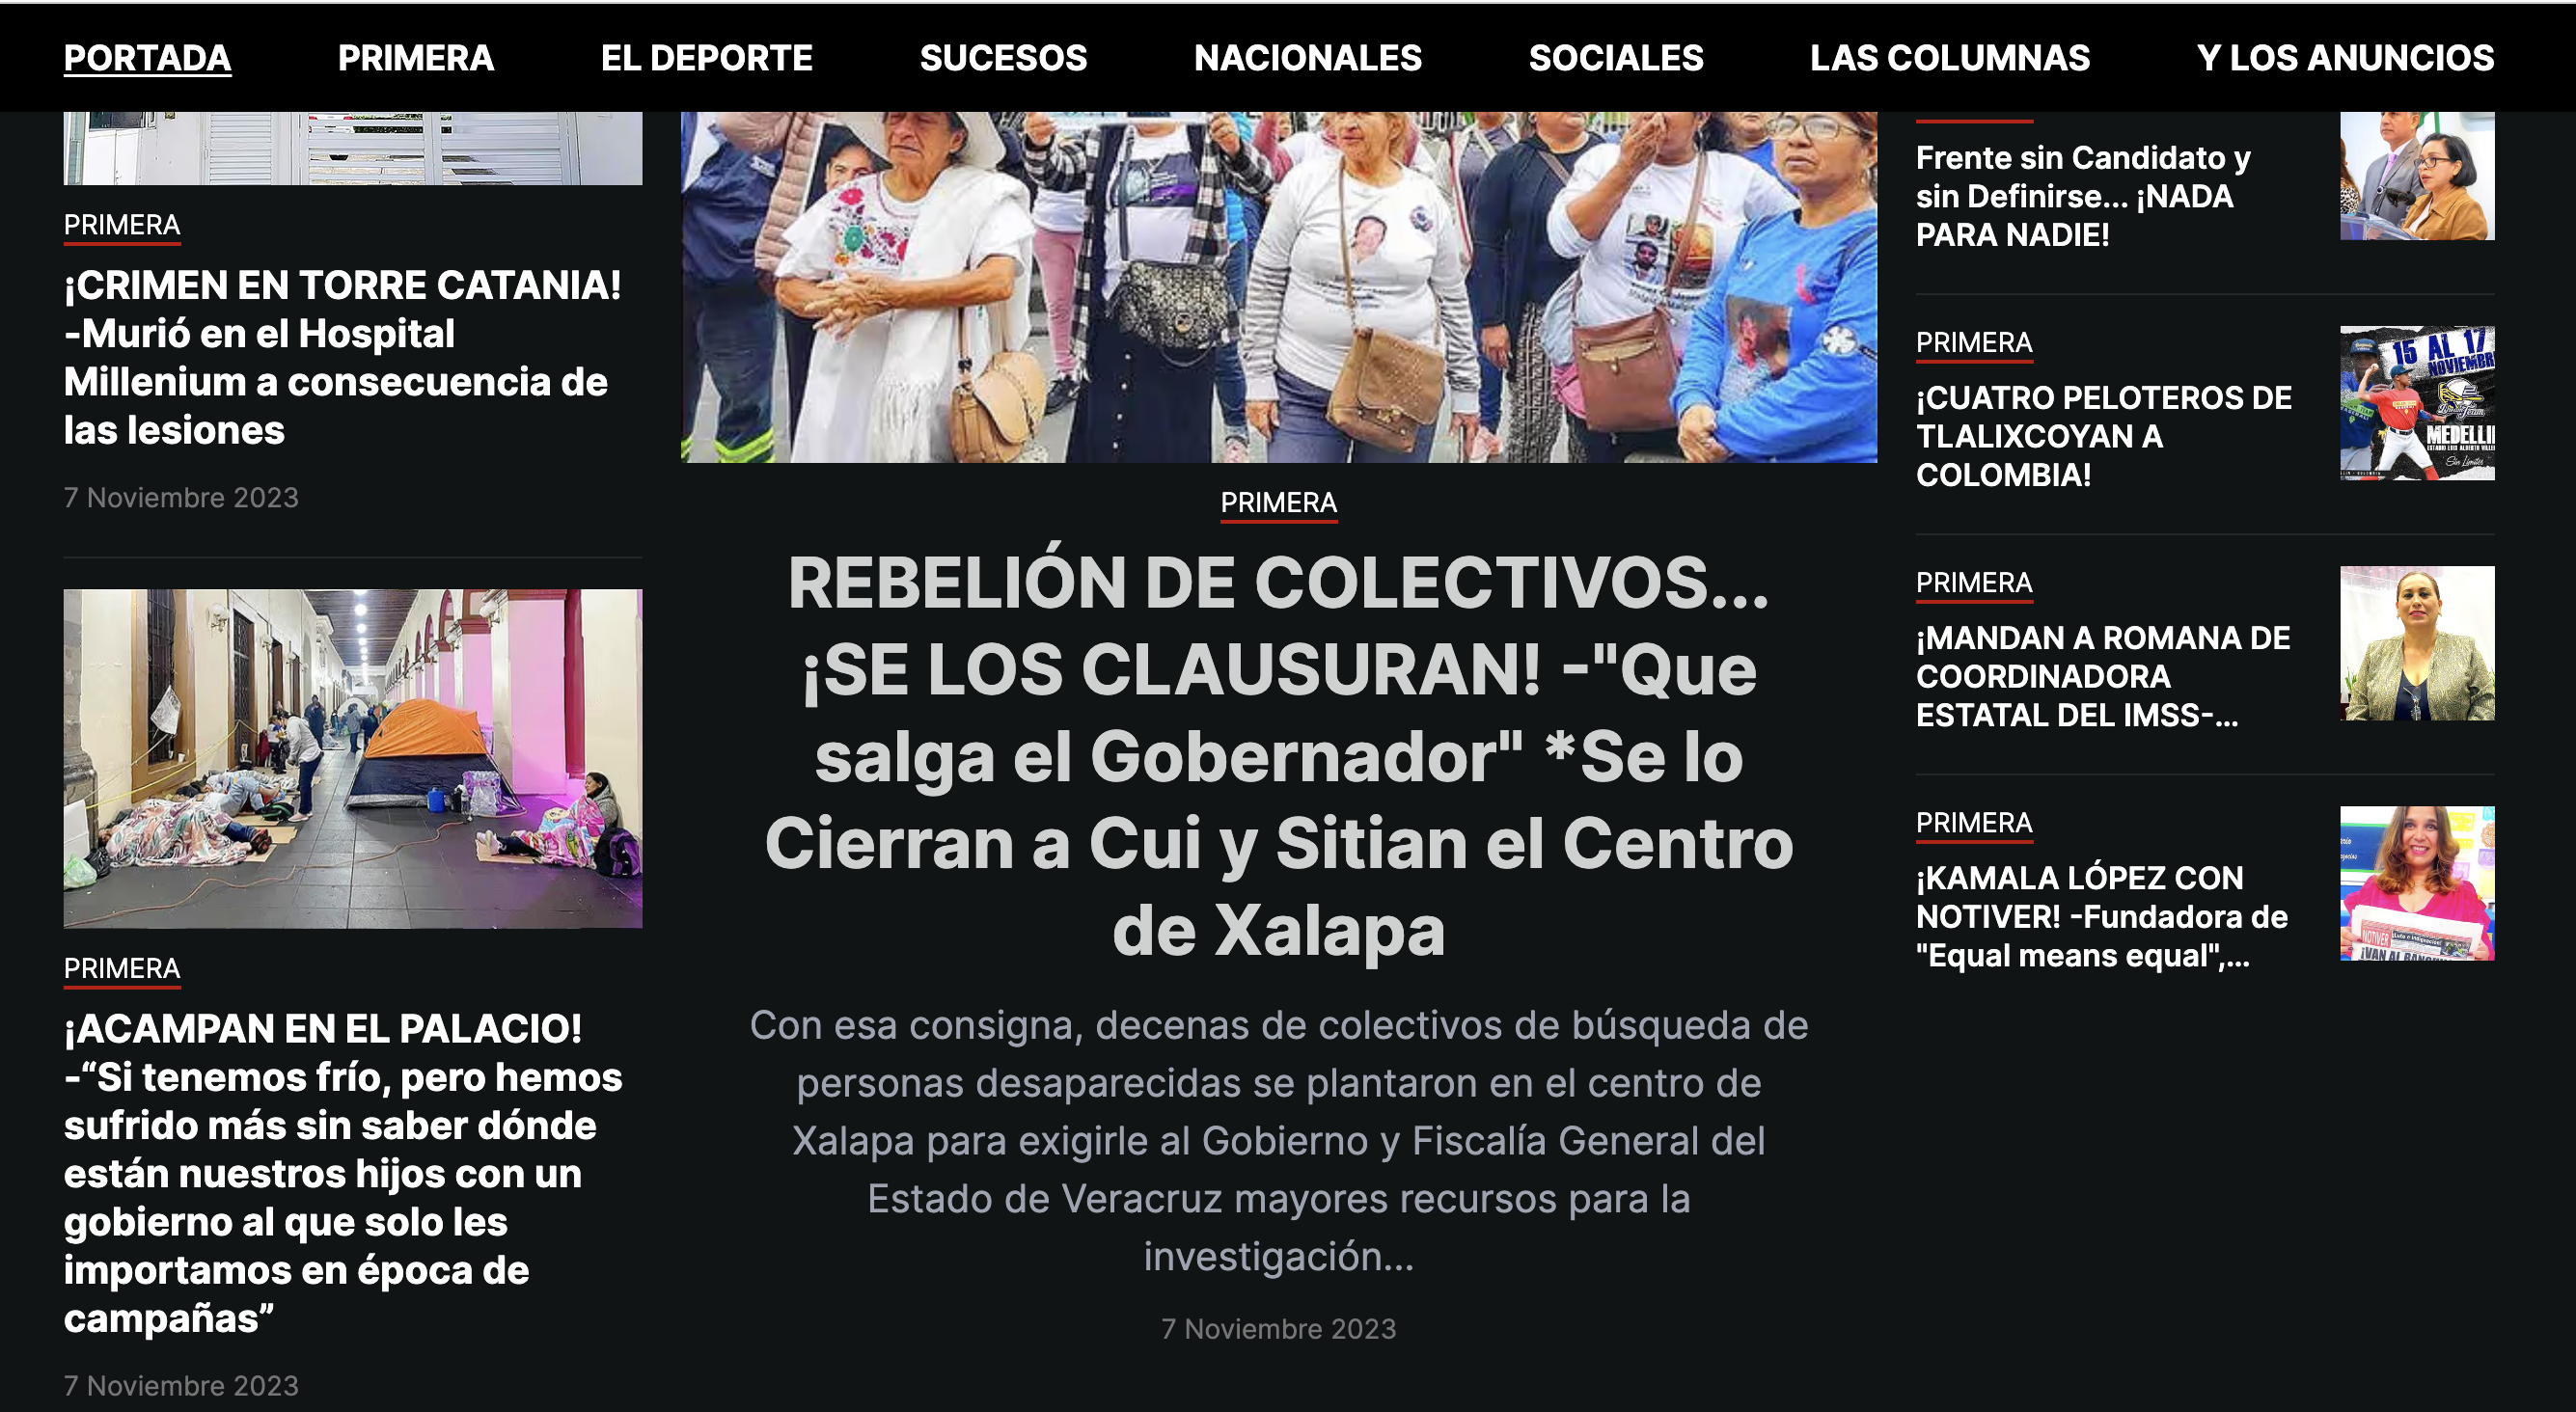 PORTADA PRIMERA EL DEPORTE SUCESOS NACIONALES SOCIALES LAS COLUMNAS Y LOS ANUNCIOS
PRIMERA
¡CRIMEN EN TORRE CATANIA!
-Murió en el Hospital
Millenium a consecuencia de
las lesiones
7 Noviembre 2023
PRIMERA
¡ACAMPAN EN EL PALACIO!
-“Si tenemos frío, pero hemos
sufrido más sin saber dónde
están nuestros hijos con un
gobierno al que solo les
importamos en época de
campañas”
7 Noviembre 2023
PRIMERA
REBELIÓN DE COLECTIVOS...
¡SE LOS CLAUSURAN! -"Que
salga el Gobernador" *Se lo
Cierran a Cui y Sitian el Centro
de Xalapa
Con esa consigna, decenas de colectivos de búsqueda de
personas desaparecidas se plantaron en el centro de
Xalapa para exigirle al Gobierno y Fiscalía General del
Estado de Veracruz mayores recursos para la
investigación...
7 Noviembre 2023
Frente sin Candidato y
sin Definirse... ¡NADA
PARA NADIE!
PRIMERA
¡CUATRO PELOTEROS DE
TLALIXCOYAN A
COLOMBIA!
15 AL 17
NOVIEMBRE
MEDELLI
Sin Límites
PRIMERA
¡MANDAN A ROMANA DE
COORDINADORA
ESTATAL DEL IMSS-...
PRIMERA
¡KAMALA LÓPEZ CON
NOTIVER! -Fundadora de
"Equal means equal",...
NOTIVER
¡VAN AL